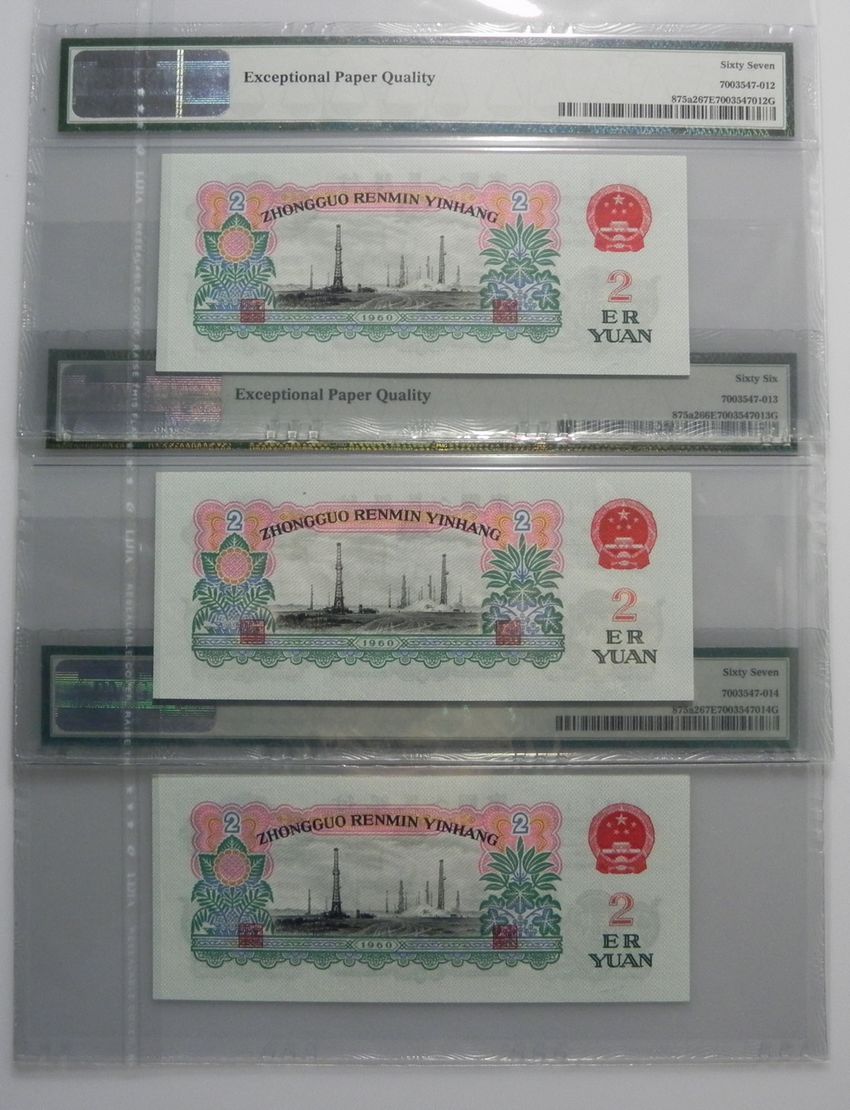 Exceptional Paper Quality
Sixty Seven
7003547-012
875a267E7003547012G
2 2
ZHONGGUO RENMIN YINHANG
2
ER
YUAN
1960
Exceptional Paper Quality
Sixty Six
7003547-013
875a266E7003547013G
2 2
ZHONGGUO RENMIN YINHANG
2
ER
YUAN
1960
Sixty Seven
7003547-014
875a267E7003547014G
2 2
ZHONGGUO RENMIN YINHANG
2
ER
YUAN
1960